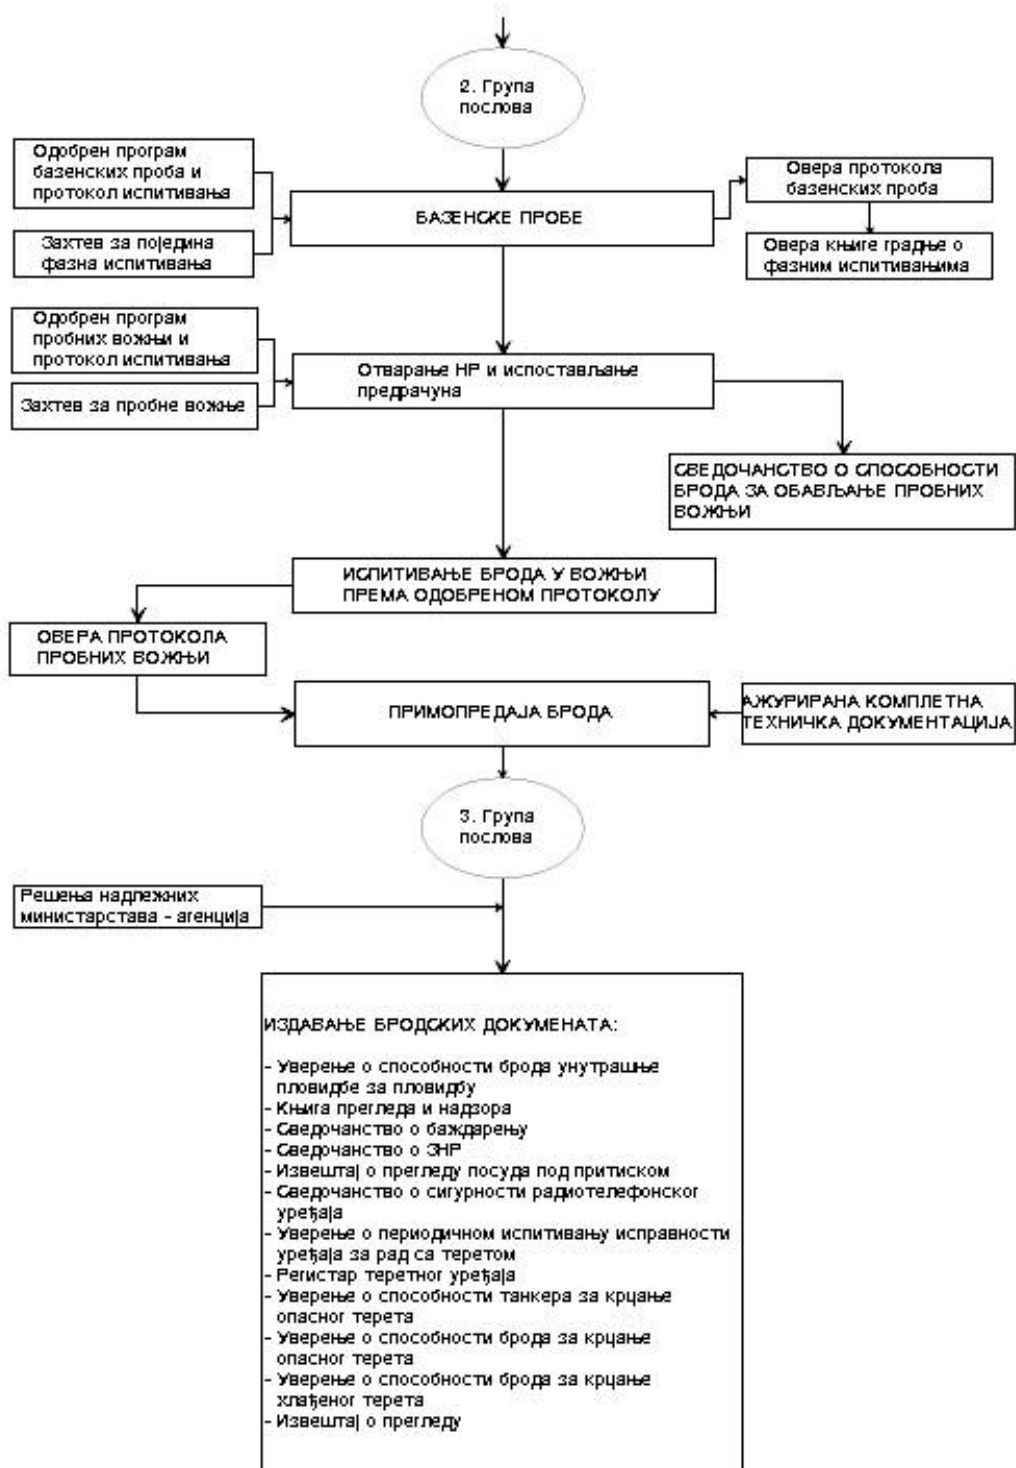 2. Група
послова
Одобрен програм
базенских проба и
протокол испитивања
Захтев за поједина
фазна испитивања
БАЗЕНСКЕ ПРОБЕ
Овера протокола
базенских проба
Овера књиге градње о
фазним испитивањима
Одобрен програм
пробних вожњи и
протокол испитивања
Захтев за пробне вожње
Отварање НР и испостављање
предрачуна
СВЕДОЧАНСТВО О СПОСОБНОСТИ
БРОДА ЗА ОБАВЉАЊЕ ПРОБНИХ
ВОЖЊИ
ИСПИТИВАЊЕ БРОДА У ВОЖЊИ
ПРЕМА ОДОБРЕНОМ ПРОТОКОЛУ
ОВЕРА ПРОТОКОЛА
ПРОБНИХ ВОЖЊИ
ПРИМОПРЕДАЈА БРОДА
АЖУРИРАНА КОМПЛЕТНА
ТЕХНИЧКА ДОКУМЕНТАЦИЈА
3. Група
послова
Решења надлежних
министарстава - агенција
ИЗДАВАЊЕ БРОДСКИХ ДОКУМЕНАТА:
- Уверење о способности брода унутрашње
пловидбе за пловидбу
- Књига прегледа и надзора
- Сведочанство о баждарењу
- Сведочанство о ЗНР
- Извештај о прегледу посуда под притиском
- Сведочанство о сигурности радиотелефонског
уређаја
- Уверење о периодичном испитивању исправности
уређаја за рад са теретом
- Регистар теретног уређаја
- Уверење о способности танкера за крцање
опасног терета
- Уверење о способности брода за крцање
опасног терета
- Уверење о способности брода за крцање
хлађеног терета
- Извештај о прегледу